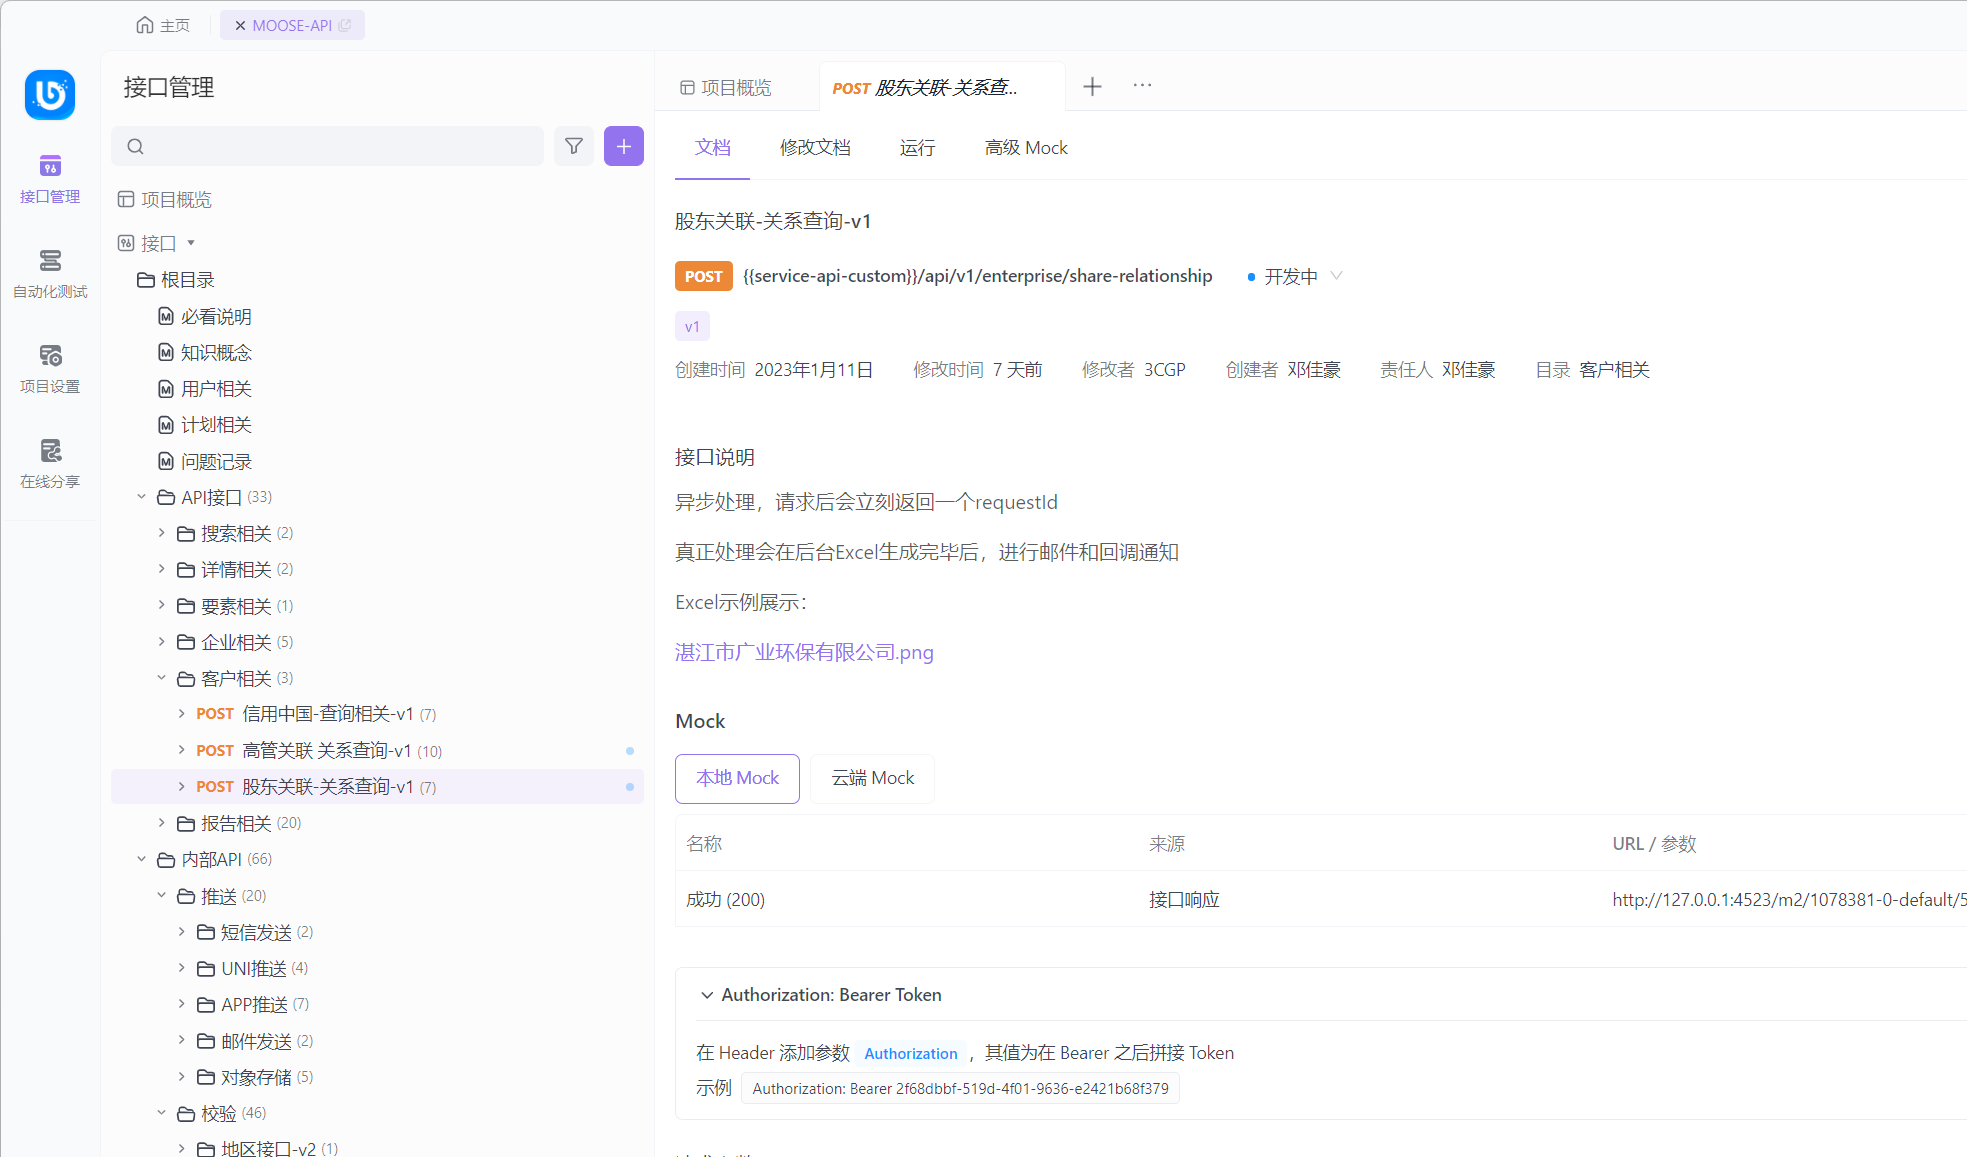 主页
MOOSE-API
接口管理
自动化测试
项目设置
在线分享
接口管理
项目概览
接口
根目录
必看说明
知识概念
用户相关
计划相关
问题记录
API接口 (33)
搜索相关 (2)
详情相关 (2)
要素相关 (1)
企业相关 (5)
客户相关 (3)
POST 信用中国-查询相关-v1 (7)
POST 高管关联 关系查询-v1 (10)
POST 股东关联-关系查询-v1 (7)
报告相关 (20)
内部API (66)
推送 (20)
短信发送 (2)
UNI推送 (4)
APP推送 (7)
邮件发送 (2)
对象存储 (5)
校验 (46)
地区接口-v2 (1)
项目概览
POST 股东关联-关系查...
文档 修改文档 运行 高级 Mock
股东关联-关系查询-v1
POST {{service-api-custom}}/api/v1/enterprise/share-relationship 开发中
v1
创建时间 2023年1月11日 修改时间 7 天前 修改者 3CGP 创建者 邓佳豪 责任人 邓佳豪 目录 客户相关
接口说明
异步处理，请求后会立刻返回一个requestId
真正处理会在后台Excel生成完毕后，进行邮件和回调通知
Excel示例展示：
湛江市广业环保有限公司.png
Mock
本地 Mock 云端 Mock
名称 来源 URL / 参数
成功 (200) 接口响应 http://127.0.0.1:4523/m2/1078381-0-default/5
Authorization: Bearer Token
在 Header 添加参数 Authorization ，其值为在 Bearer 之后拼接 Token
示例 Authorization: Bearer 2f68dbbf-519d-4f01-9636-e2421b68f379